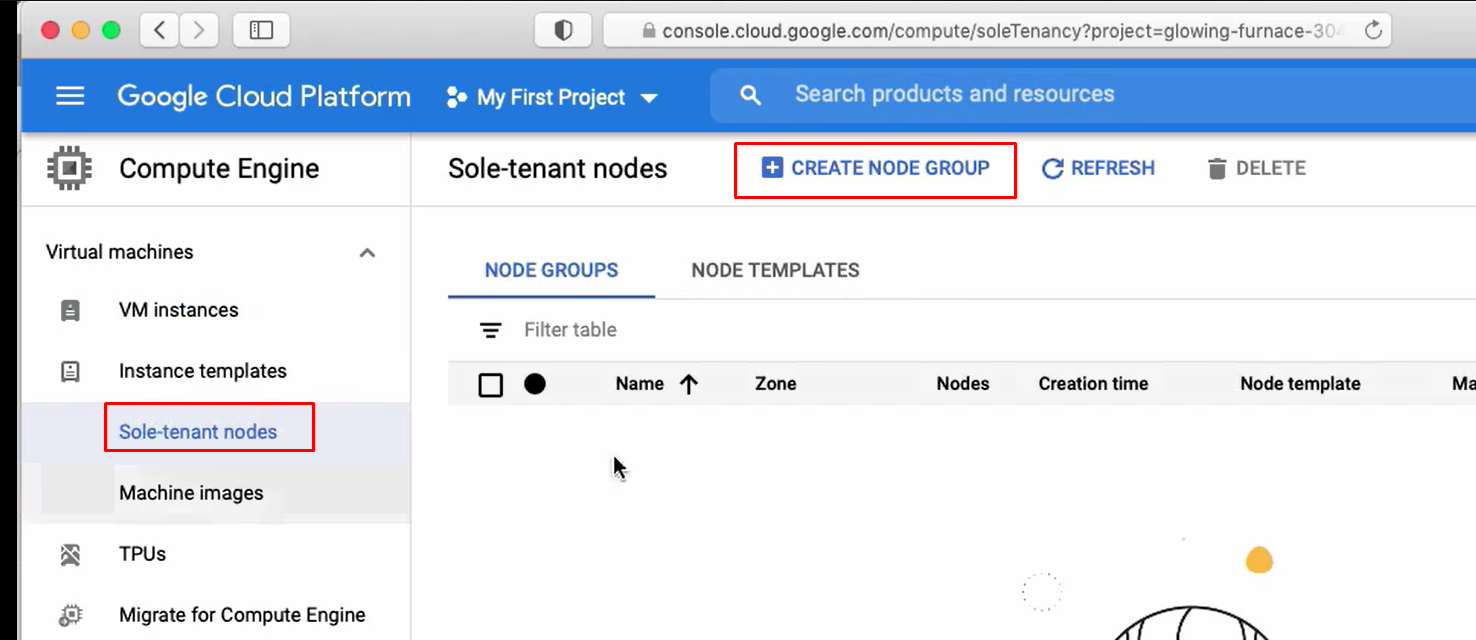 console.cloud.google.com/compute/soleTenancy?project=glowing-furnace-304
Google Cloud Platform
My First Project
Search products and resources
Compute Engine
Sole-tenant nodes
CREATE NODE GROUP
REFRESH
DELETE
Virtual machines
VM instances
Instance templates
Sole-tenant nodes
Machine images
TPUs
Migrate for Compute Engine
NODE GROUPS
NODE TEMPLATES
Filter table
Name
Zone
Nodes
Creation time
Node template
Ma